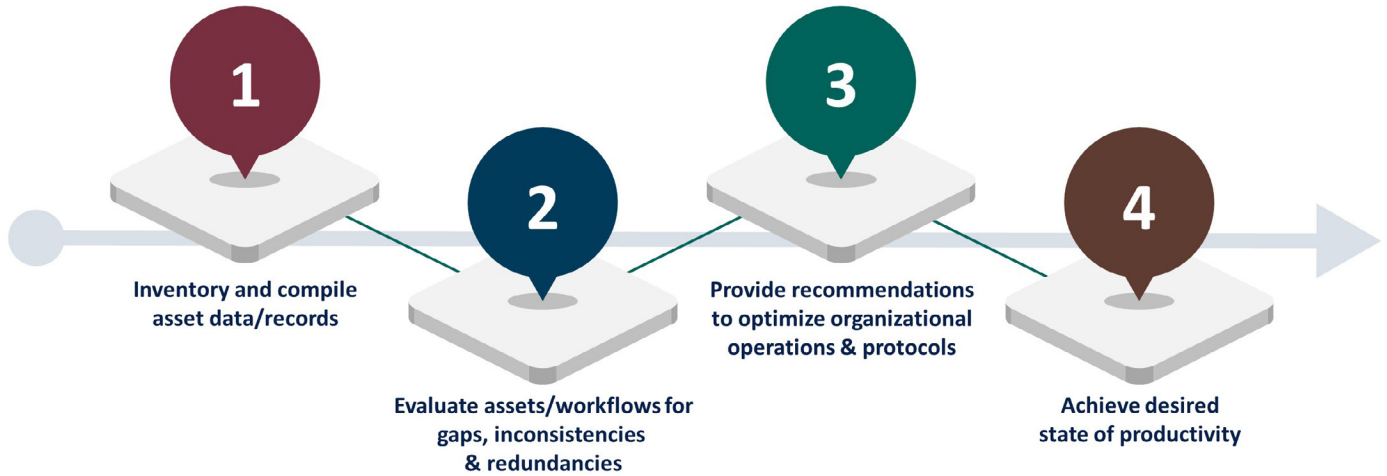 1
Inventory and compile
asset data/records
2
Evaluate assets/workflows for
gaps, inconsistencies
& redundancies
3
Provide recommendations
to optimize organizational
operations & protocols
4
Achieve desired
state of productivity